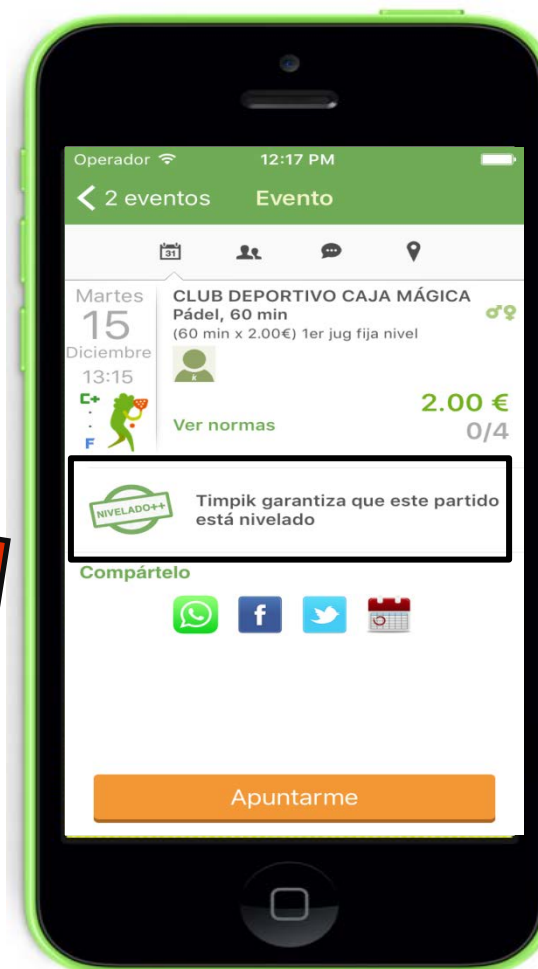 Operador 12:17 PM
2 eventos Evento
31
Martes
15
Diciembre
13:15
C+
F
CLUB DEPORTIVO CAJA MÁGICA
Pádel, 60 min
(60 min x 2.00€) 1er jug fija nivel
Ver normas
2.00 €
0/4
NIVELADO++
Timpik garantiza que este partido
está nivelado
Compártelo
f
Apuntarme